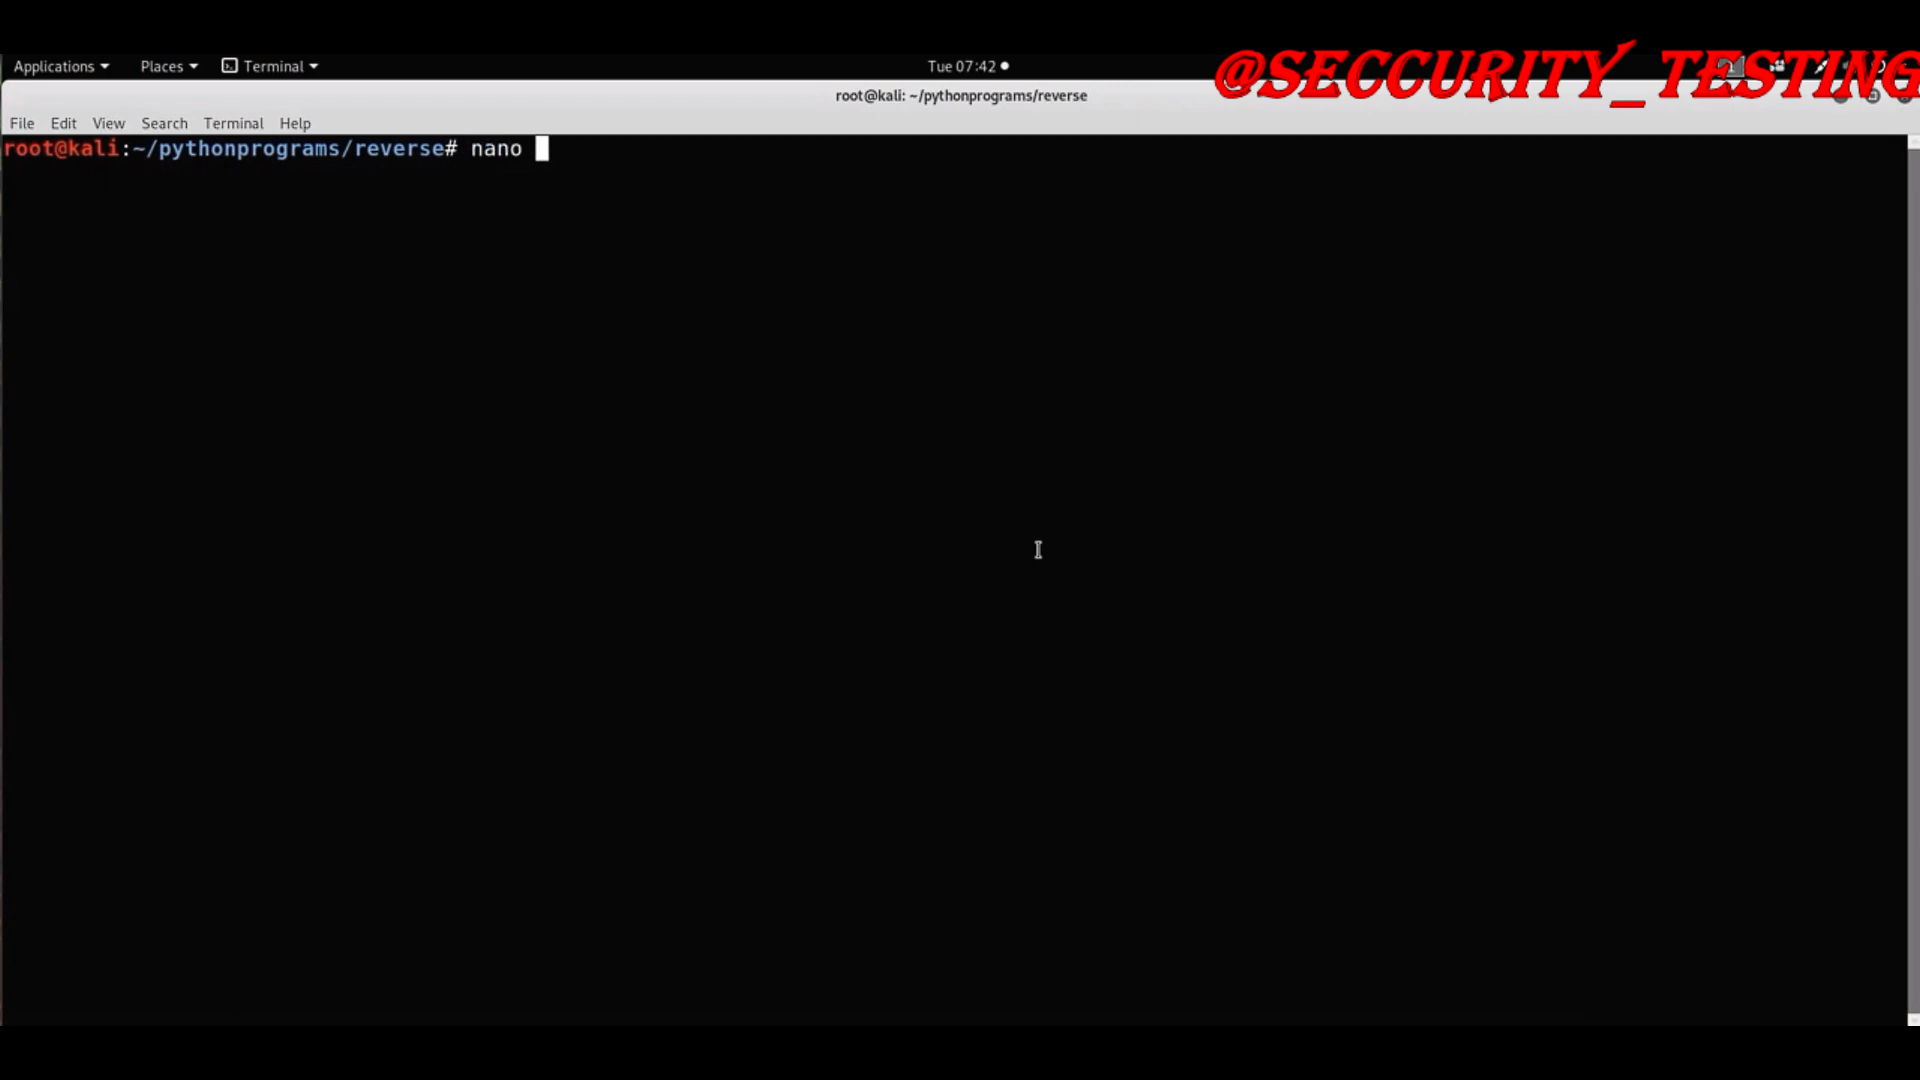 Applications Places Terminal Tue 07:42 @SECCURITY_TESTING
root@kali: ~/pythonprograms/reverse
File Edit View Search Terminal Help
root@kali:~/pythonprograms/reverse# nano